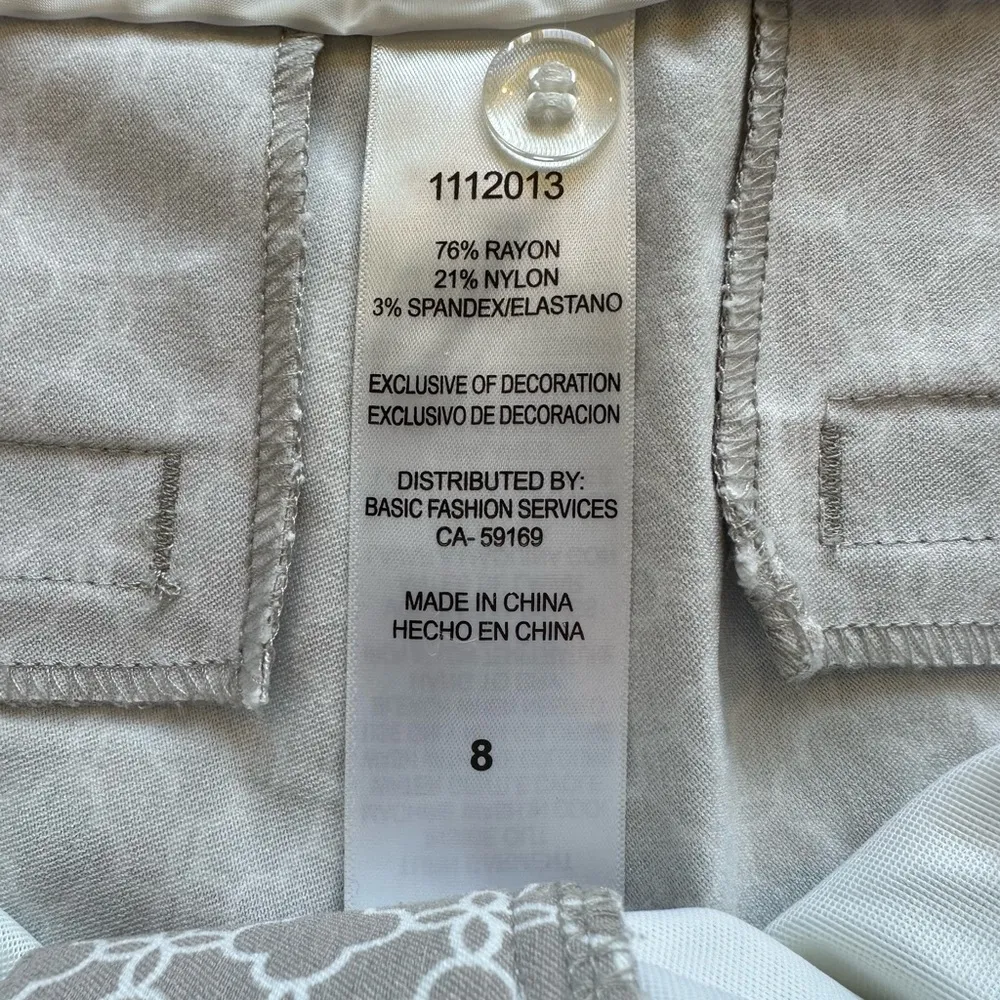 1112013
76% RAYON
21% NYLON
3% SPANDEX/ELASTANO
EXCLUSIVE OF DECORATION
EXCLUSIVO DE DECORACION
DISTRIBUTED BY:
BASIC FASHION SERVICES
CA- 59169
MADE IN CHINA
HECHO EN CHINA
8